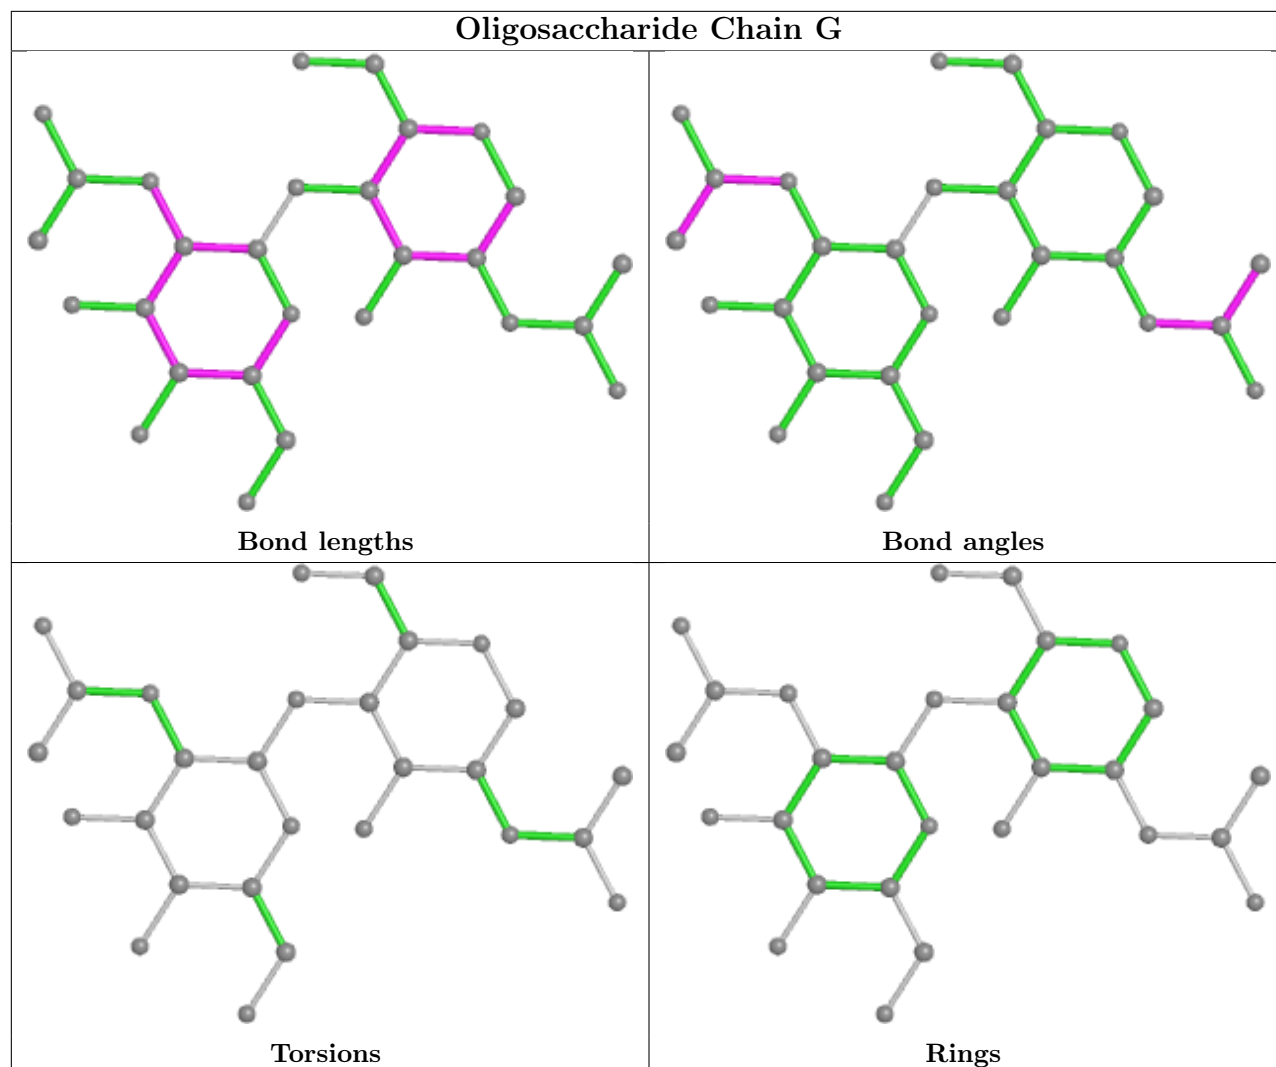 Oligosaccharide Chain G
Bond lengths
Bond angles
Torsions
Rings